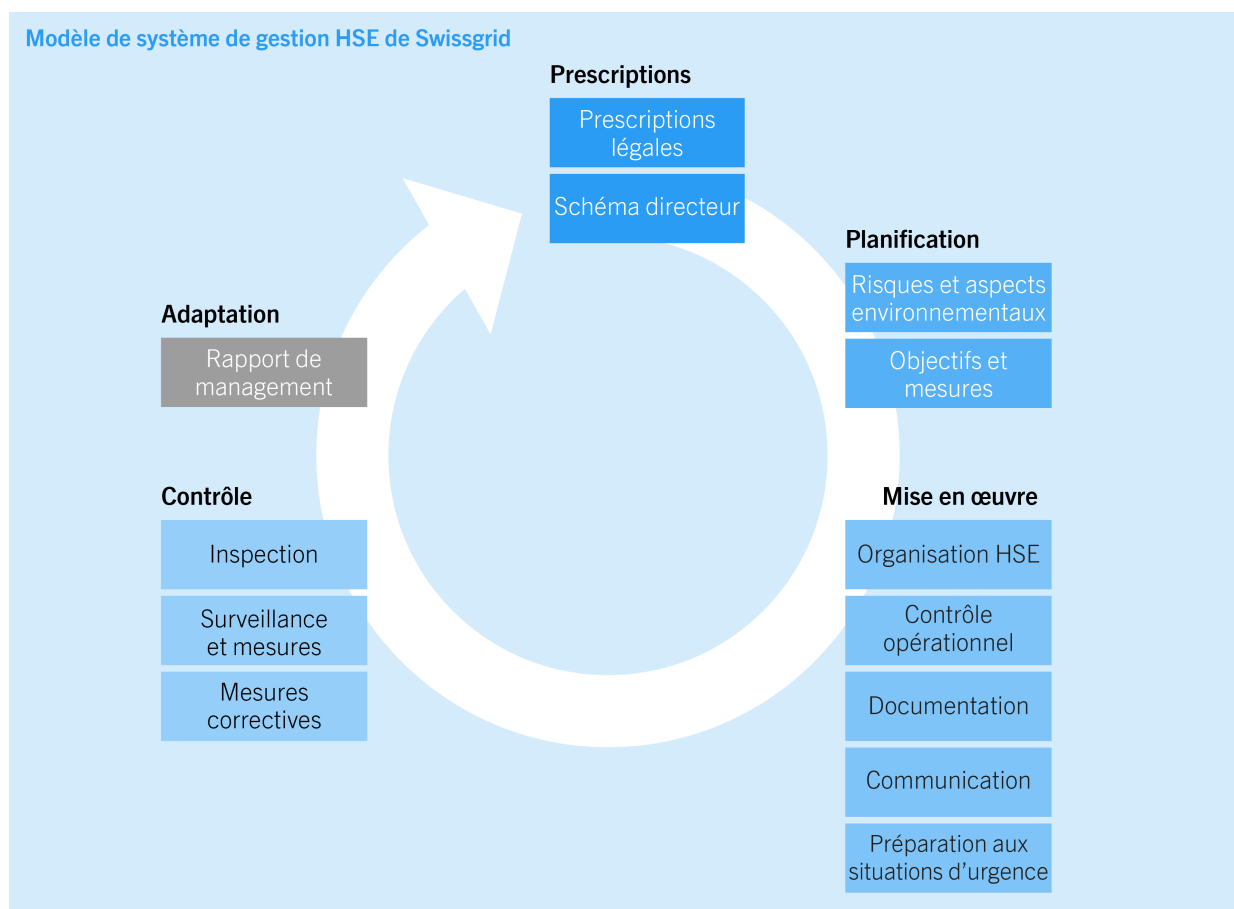 Modèle de système de gestion HSE de Swissgrid
Prescriptions
Prescriptions
légales
Schéma directeur
Planification
Risques et aspects
environnementaux
Objectifs et
mesures
Mise en œuvre
Organisation HSE
Contrôle
opérationnel
Documentation
Communication
Préparation aux
situations d’urgence
Contrôle
Inspection
Surveillance
et mesures
Mesures
correctives
Adaptation
Rapport de
management